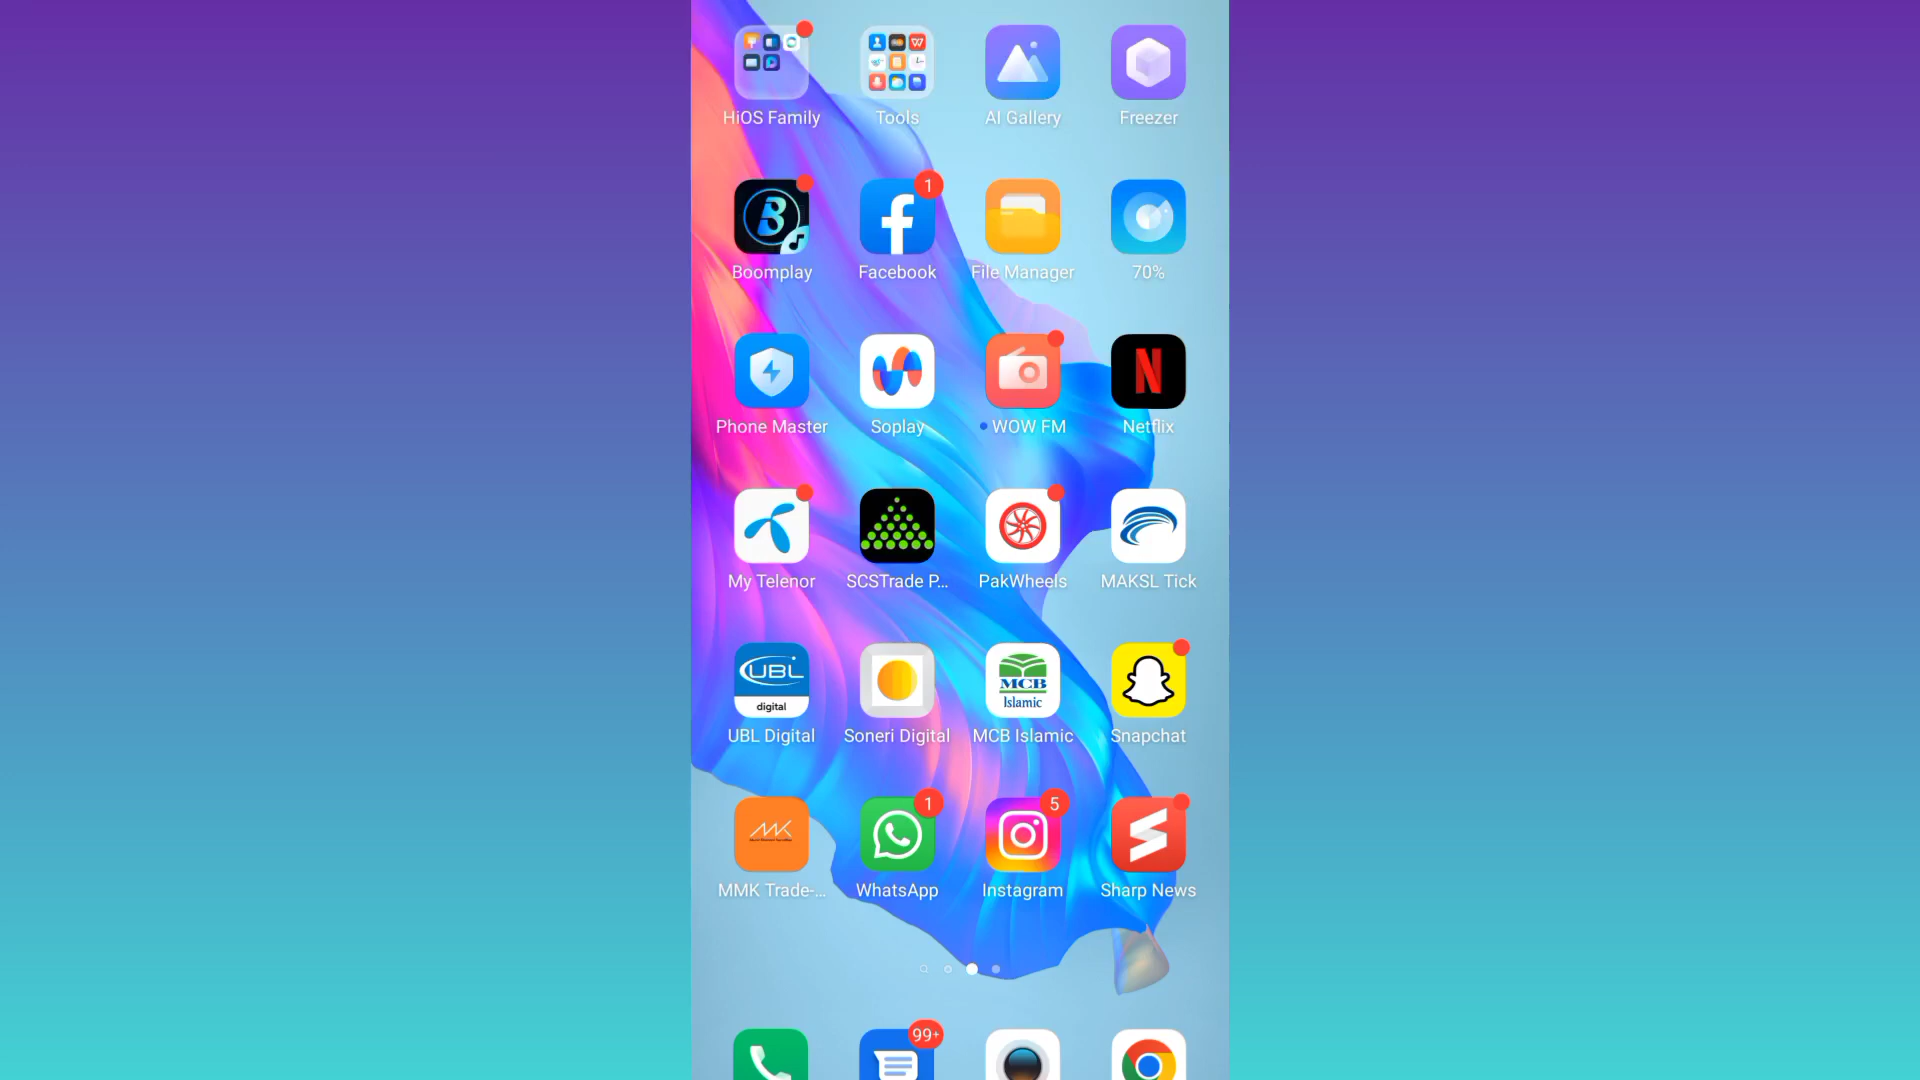 HiOS Family Tools AI Gallery Freezer
1
Boomplay Facebook File Manager 70%
Phone Master Soplay WOW FM Netflix
My Telenor SCSTrade P... PakWheels MAKSL Tick
UBL
digital
MCB
Islamic
UBL Digital Soneri Digital MCB Islamic Snapchat
1 5
MMK Trade-... WhatsApp Instagram Sharp News
99+